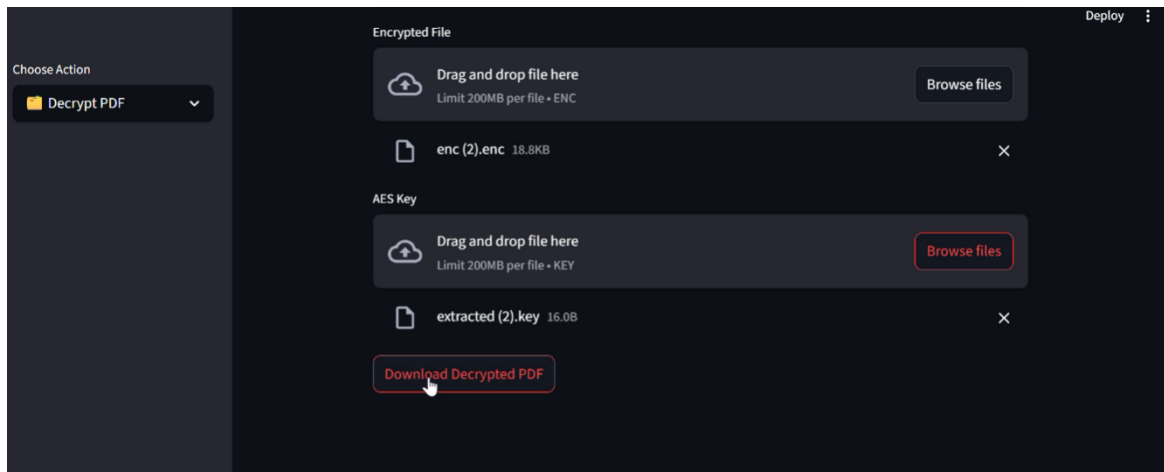 Deploy
Choose Action
Decrypt PDF
Encrypted File
Drag and drop file here
Limit 200MB per file • ENC
Browse files
enc (2).enc 18.8KB
AES Key
Drag and drop file here
Limit 200MB per file • KEY
Browse files
extracted (2).key 16.0B
Download Decrypted PDF